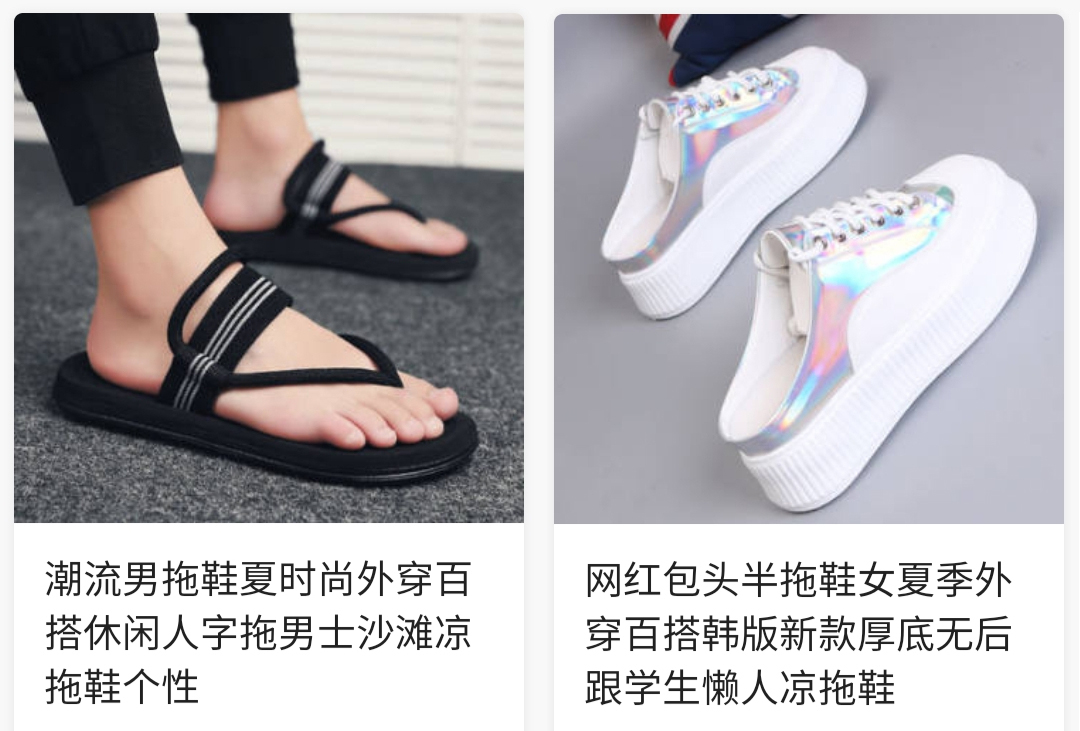 潮流男拖鞋夏时尚外穿百
搭休闲人字拖男士沙滩凉
拖鞋个性
网红包头半拖鞋女夏季外
穿百搭韩版新款厚底无后
跟学生懒人凉拖鞋